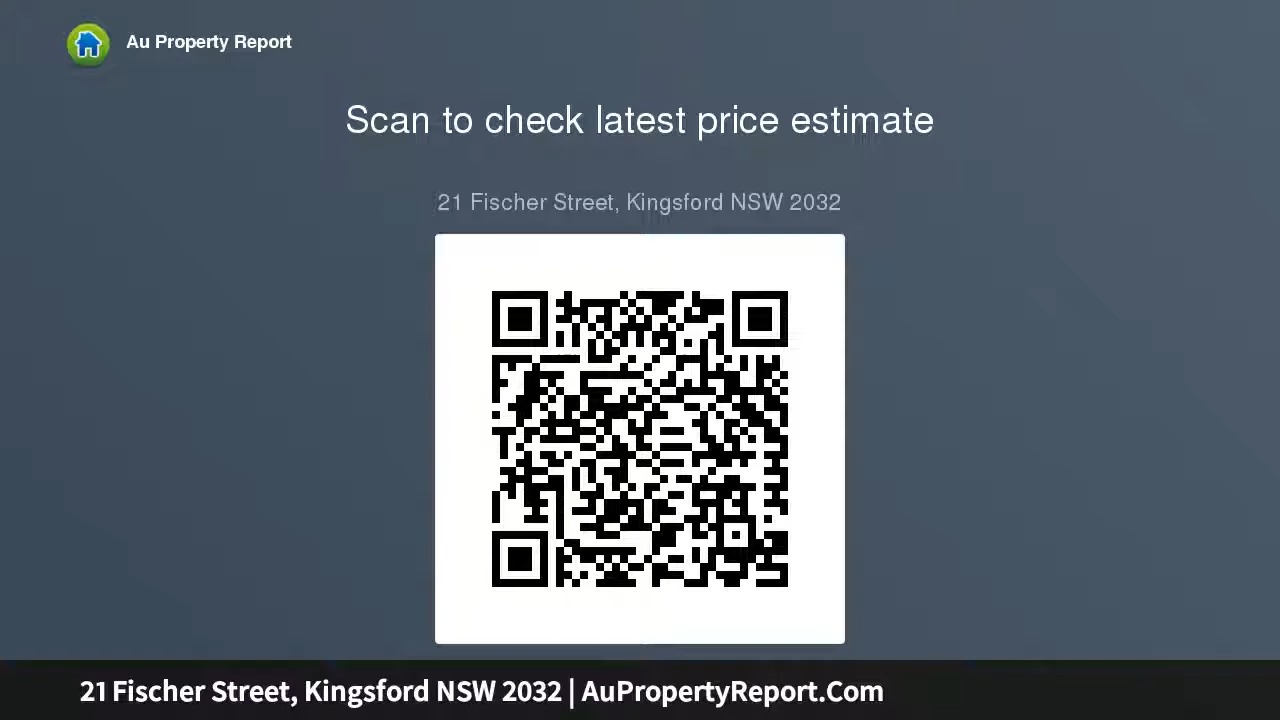 Au Property Report
Scan to check latest price estimate
21 Fischer Street, Kingsford NSW 2032
21 Fischer Street, Kingsford NSW 2032 | AuPropertyReport.Com